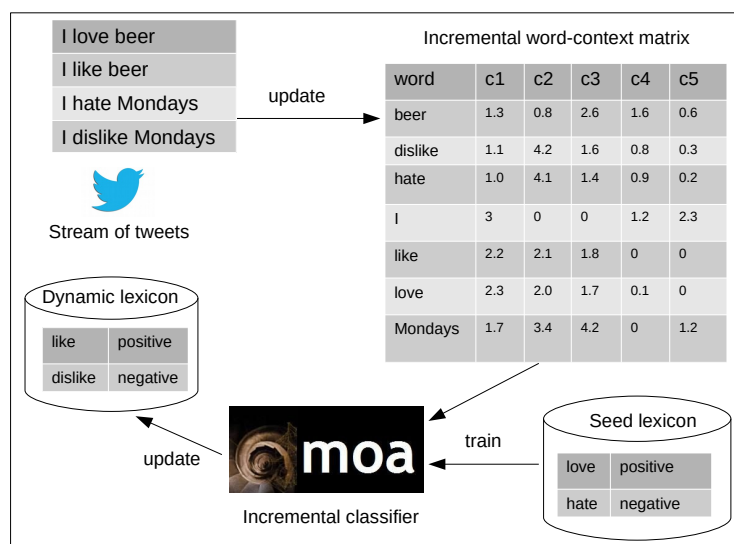 I love beer
I like beer
I hate Mondays
I dislike Mondays
Stream of tweets
update
Incremental word-context matrix
word c1 c2 c3 c4 c5
beer 1.3 0.8 2.6 1.6 0.6
dislike 1.1 4.2 1.6 0.8 0.3
hate 1.0 4.1 1.4 0.9 0.2
I 3 0 0 1.2 2.3
like 2.2 2.1 1.8 0 0
love 2.3 2.0 1.7 0.1 0
Mondays 1.7 3.4 4.2 0 1.2
Dynamic lexicon
like positive
dislike negative
update
moa
Incremental classifier
train
Seed lexicon
love positive
hate negative